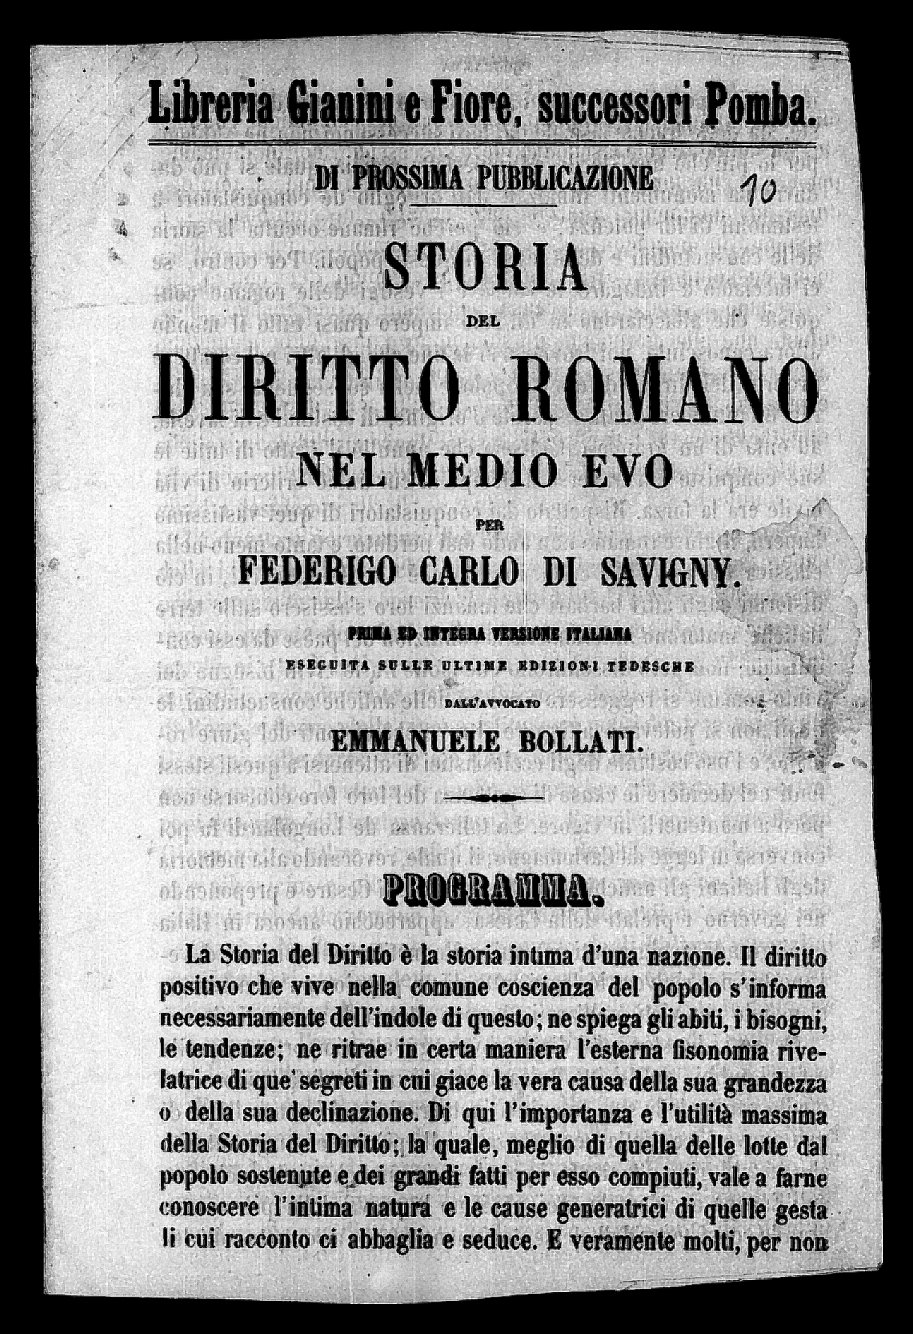 Libreria Gianini e Fiore, successori Pomba.
DI PROSSIMA PUBBLICAZIONE
10
STORIA
DEL
DIRITTO ROMANO
NEL MEDIO EVO
PER
FEDERIGO CARLO DI SAVIGNY.
PRIMA ED INTEGRA VERSIONE ITALIANA
ESEGUITA SULLE ULTIME EDIZIONI TEDESCHE
DALL'AVVOCATO
EMMANUELE BOLLATI.
PROGRAMMA.
La Storia del Diritto è la storia intima d'una nazione. Il diritto
positivo che vive nella comune coscienza del popolo s'informa
necessariamente dell'indole di questo; ne spiega gli abiti, i bisogni,
le tendenze; ne ritrae in certa maniera l'esterna fisonomia rive-
latrice di que' segreti in cui giace la vera causa della sua grandezza
o della sua declinazione. Di qui l'importanza e l'utilità massima
della Storia del Diritto; la quale, meglio di quella delle lotte dal
popolo sostenute e dei grandi fatti per esso compiuti, vale a farne
conoscere l'intima natura e le cause generatrici di quelle gesta
li cui racconto ci abbaglia e seduce. E veramente molti, per non